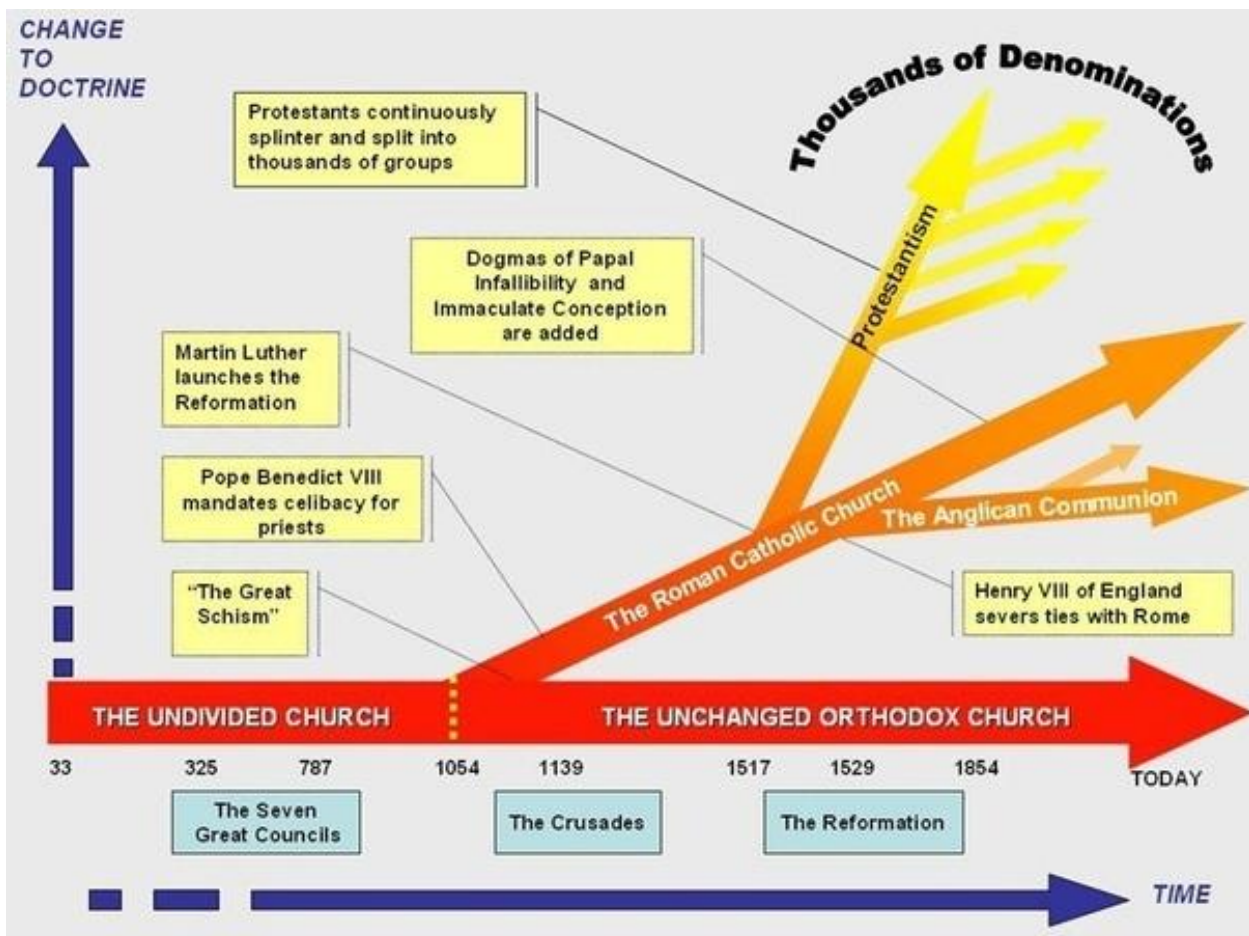 CHANGE
TO
DOCTRINE
Thousands of Denominations
Protestants continuously
splinter and split into
thousands of groups
Dogmas of Papal
Infallibility and
Immaculate Conception
are added
Martin Luther
launches the
Reformation
Pope Benedict VIII
mandates celibacy for
priests
"The Great
Schism"
Protestantism
The Roman Catholic Church
The Anglican Communion
Henry VIII of England
severs ties with Rome
THE UNDIVIDED CHURCH
THE UNCHANGED ORTHODOX CHURCH
33 325 787 1054 1139 1517 1529 1854 TODAY
The Seven
Great Councils
The Crusades
The Reformation
TIME